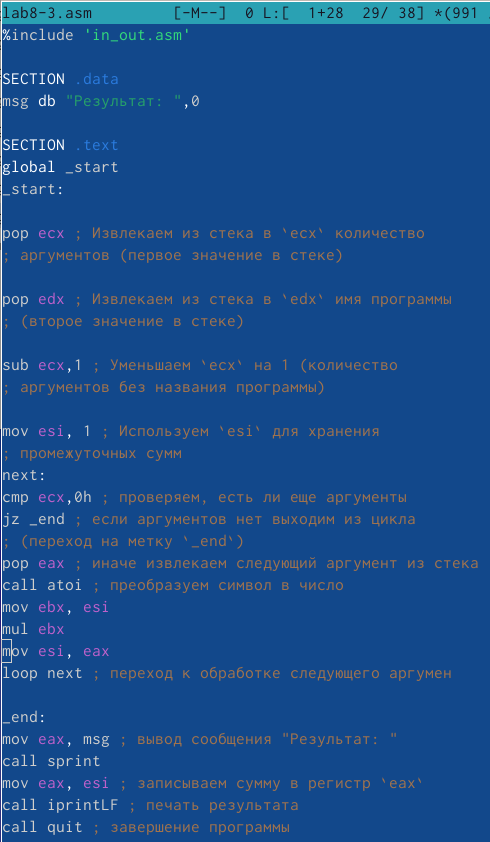 lab8-3.asm [-M--] 0 L:[ 1+28 29/ 38] *(991
%include 'in_out.asm'
SECTION .data
msg db "Результат: ",0
SECTION .text
global _start
_start:
pop ecx ; Извлекаем из стека в `ecx` количество
; аргументов (первое значение в стеке)
pop edx ; Извлекаем из стека в `edx` имя программы
; (второе значение в стеке)
sub ecx,1 ; Уменьшаем `ecx` на 1 (количество
; аргументов без названия программы)
mov esi, 1 ; Используем `esi` для хранения
; промежуточных сумм
next:
cmp ecx,0h ; проверяем, есть ли еще аргументы
jz _end ; если аргументов нет выходим из цикла
; (переход на метку `_end`)
pop eax ; иначе извлекаем следующий аргумент из стека
call atoi ; преобразуем символ в число
mov ebx, esi
mul ebx
mov esi, eax
loop next ; переход к обработке следующего аргумен
_end:
mov eax, msg ; вывод сообщения "Результат: "
call sprint
mov eax, esi ; записываем сумму в регистр `eax`
call iprintLF ; печать результата
call quit ; завершение программы